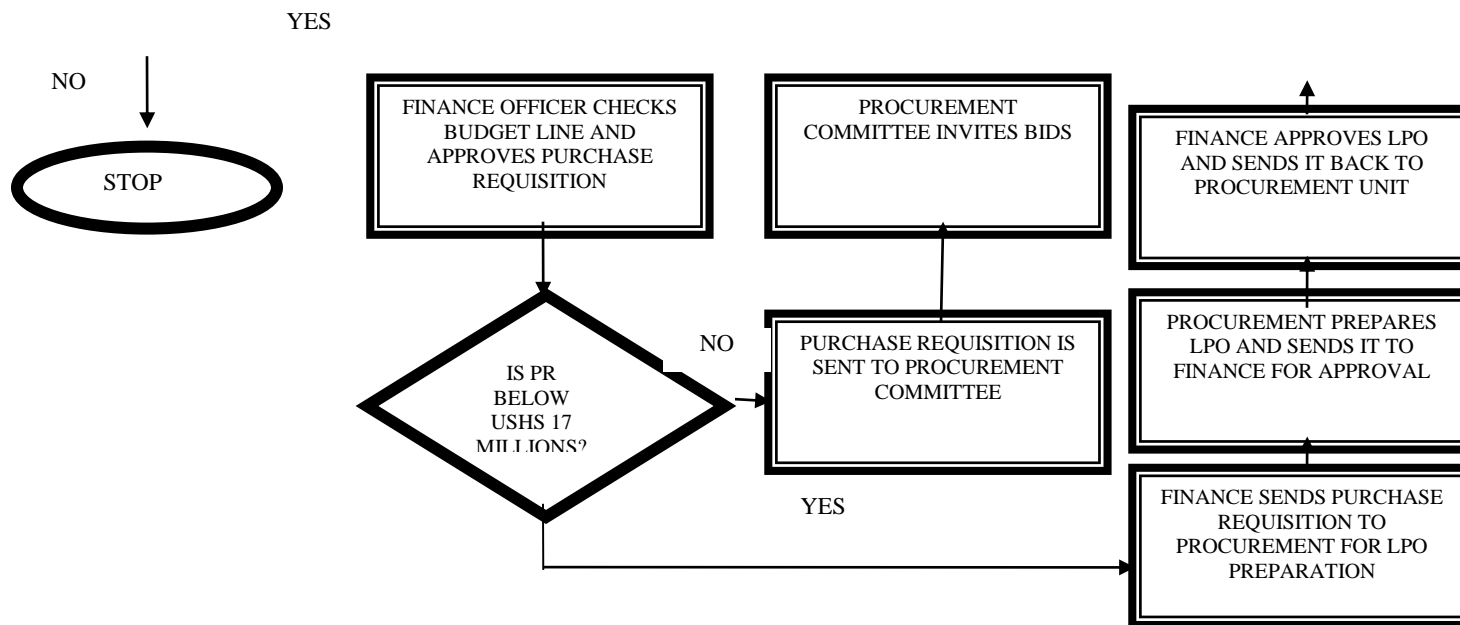 YES
NO
STOP
FINANCE OFFICER CHECKS
BUDGET LINE AND
APPROVES PURCHASE
REQUISITION
IS PR
BELOW
USHS 17
MILLIONS?
NO
YES
PURCHASE REQUISITION IS
SENT TO PROCUREMENT
COMMITTEE
PROCUREMENT
COMMITTEE INVITES BIDS
FINANCE APPROVES LPO
AND SENDS IT BACK TO
PROCUREMENT UNIT
PROCUREMENT PREPARES
LPO AND SENDS IT TO
FINANCE FOR APPROVAL
FINANCE SENDS PURCHASE
REQUISITION TO
PROCUREMENT FOR LPO
PREPARATION